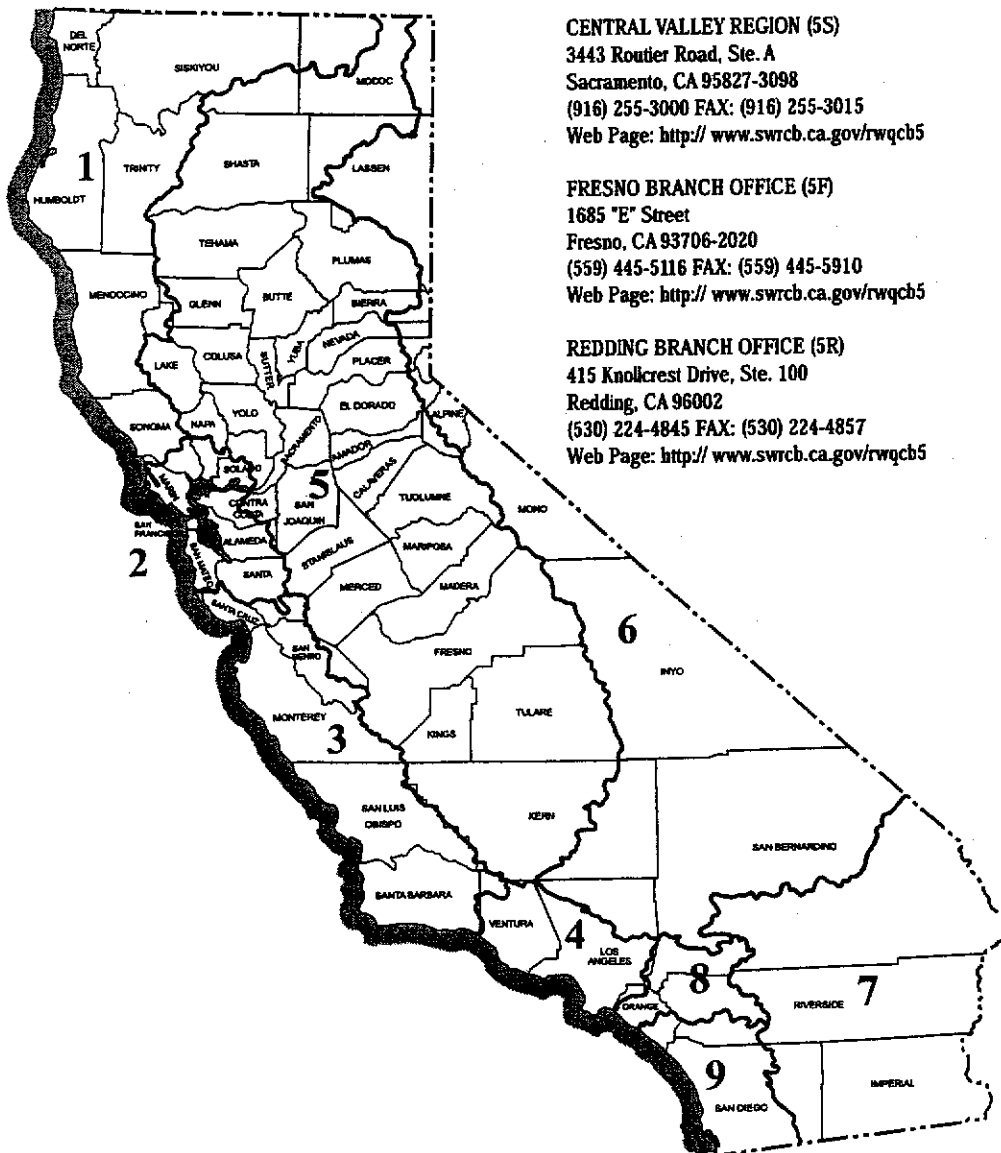 CENTRAL VALLEY REGION (5S)
3443 Routier Road, Ste. A
Sacramento, CA 95827-3098
(916) 255-3000 FAX: (916) 255-3015
Web Page: http:// www.swrcb.ca.gov/rwqcb5
FRESNO BRANCH OFFICE (5F)
1685 "E" Street
Fresno, CA 93706-2020
(559) 445-5116 FAX: (559) 445-5910
Web Page: http:// www.swrcb.ca.gov/rwqcb5
REDDING BRANCH OFFICE (5R)
415 Knollcrest Drive, Ste. 100
Redding, CA 96002
(530) 224-4845 FAX: (530) 224-4857
Web Page: http:// www.swrcb.ca.gov/rwqcb5
DEL
NORTE
SISKIYOU
MODOC
1
TRINITY
SHASTA
LASSEN
HUMBOLDT
TEHAMA
PLUMAS
MENDOCINO
GLENN
BUTTE
SIERRA
YUBA
NEVADA
COLUSA
SUTTER
LAKE
PLACER
SONOMA
NAPA
YOLO
EL DORADO
ALPINE
SACRAMENTO
AMADOR
SOLANO
MARIN
CALAVERAS
5
CONTRA
COSTA
SAN
JOAQUIN
TUOLUMNE
MONO
SAN
FRANCIS
2
ALAMEDA
STANISLAUS
MARIPOSA
SAN MATEO
SANTA
MERCED
MADERA
SANTA CRUZ
6
SAN
BENITO
FRESNO
INYO
MONTEREY
3
KINGS
TULARE
SAN LUIS
OBISPO
KERN
SAN BERNARDINO
SANTA BARBARA
VENTURA
4
LOS
ANGELES
8
7
ORANGE
RIVERSIDE
9
SAN DIEGO
IMPERIAL